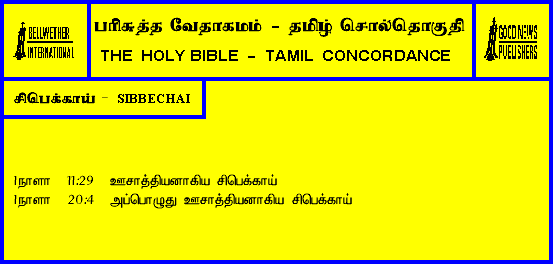 BELLWETHER
INTERNATIONAL
பரிசுத்த வேதாகமம் - தமிழ் சொல்தொகுதி
THE HOLY BIBLE - TAMIL CONCORDANCE
GOOD NEWS
PUBLISHERS
சிபெக்காய் - SIBBECHAI
1நாளா 11:29 ஊசாத்தியனாகிய சிபெக்காய்
1நாளா 20:4 அப்பொழுது ஊசாத்தியனாகிய சிபெக்காய்